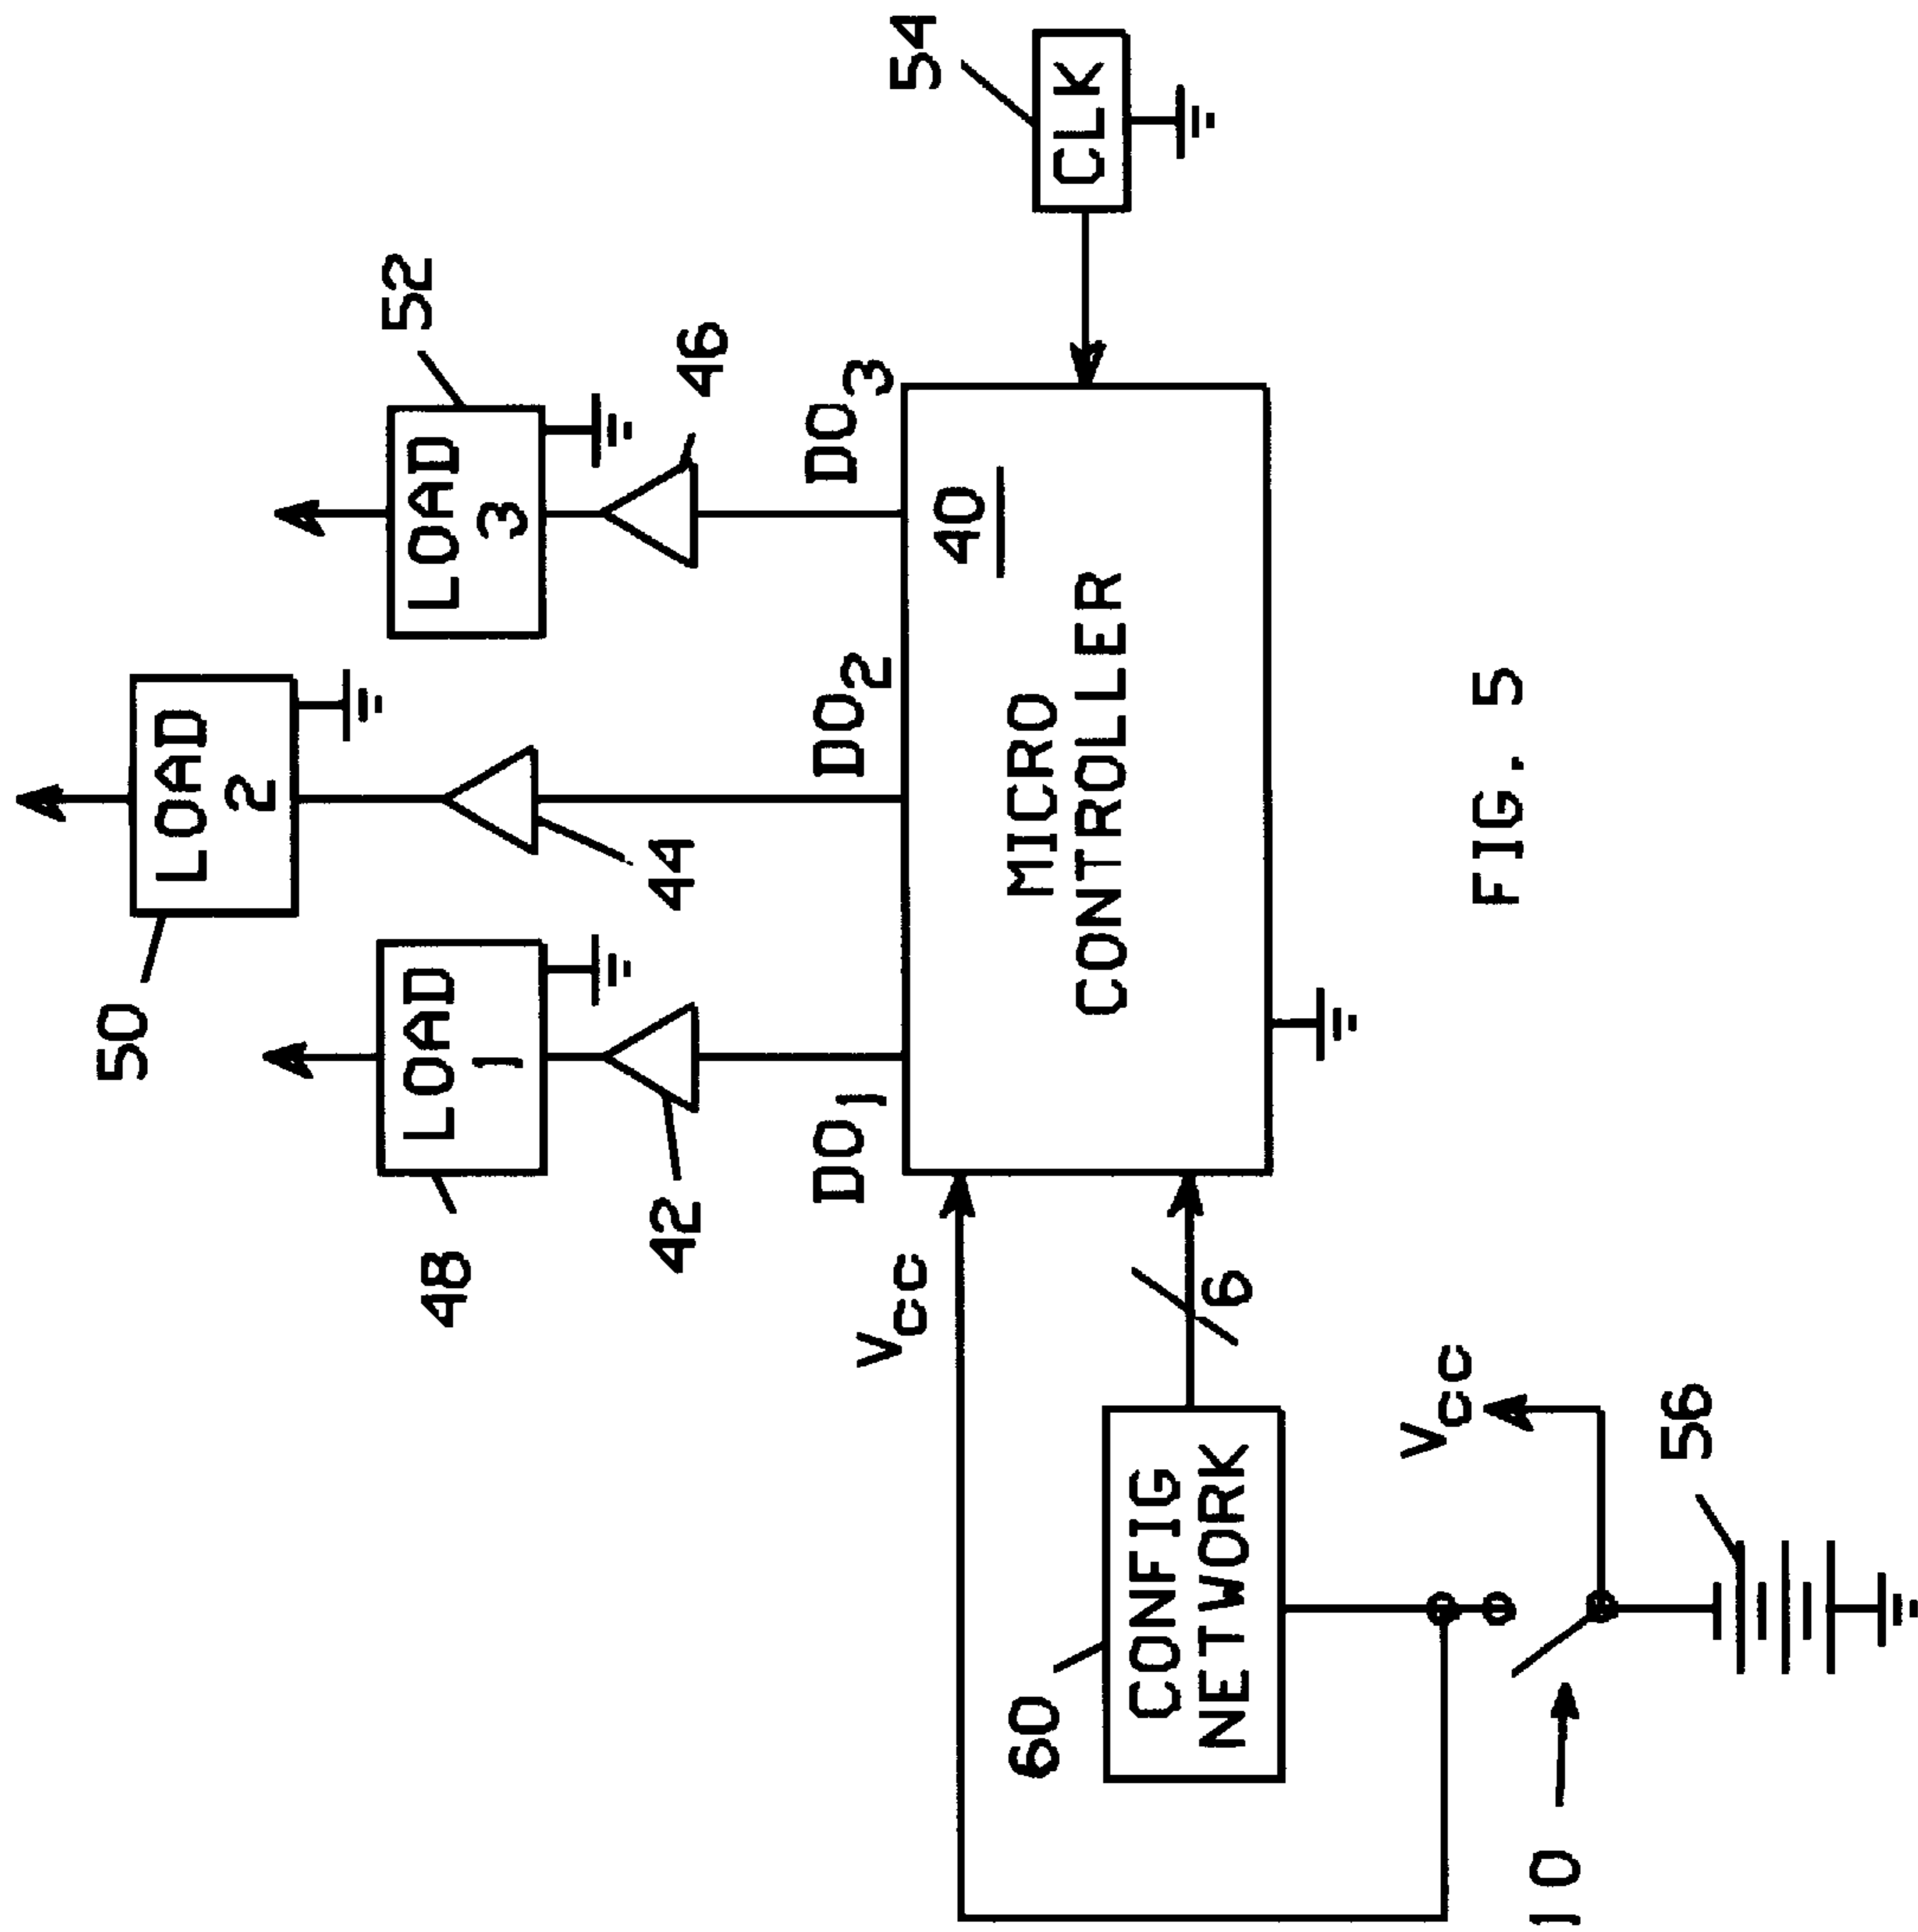 50
LOAD
2
44
48
LOAD
1
42
LOAD
3
52
46
Vcc
DO1
DO2
DO3
40
MICRO
CONTROLLER
54
CLK
60
CONFIG
NETWORK
6
10
Vcc
56
FIG. 5